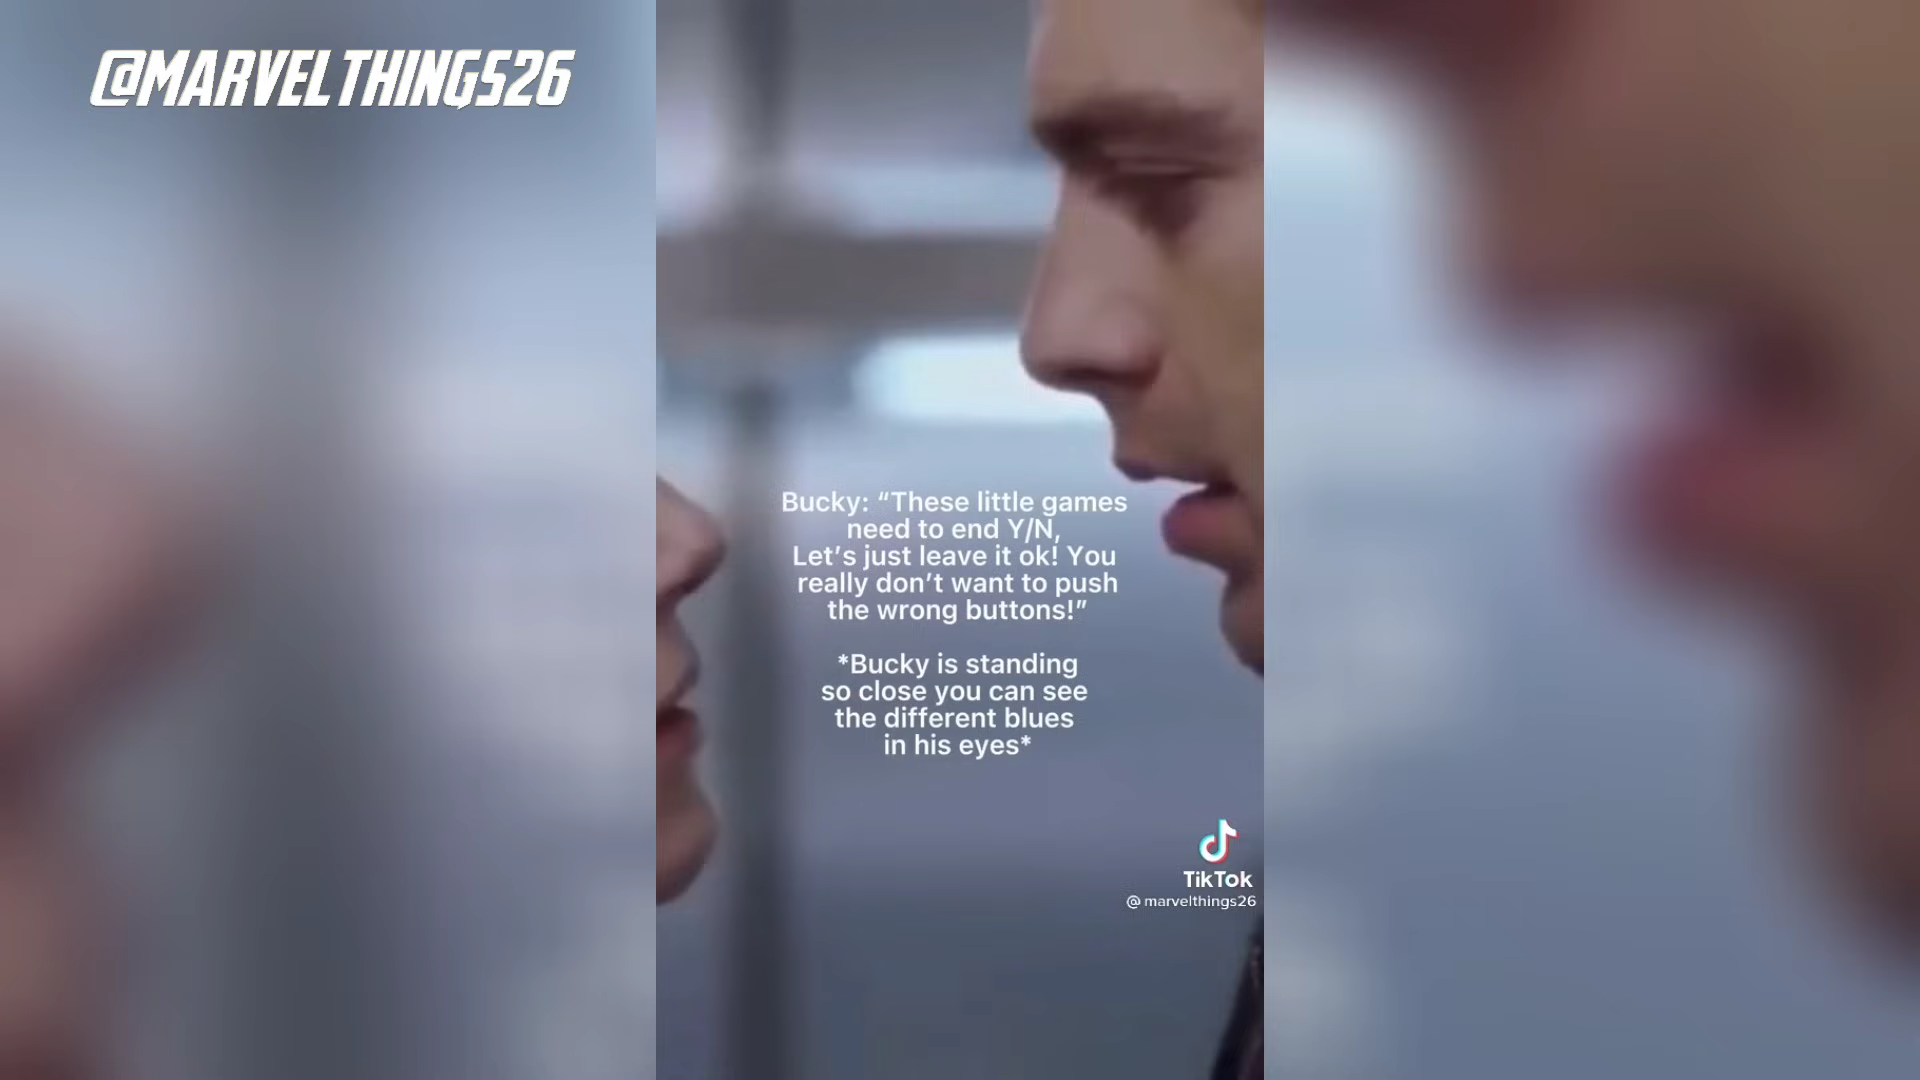 @MARVELTHINGS26
Bucky: “These little games
need to end Y/N,
Let’s just leave it ok! You
really don’t want to push
the wrong buttons!”
*Bucky is standing
so close you can see
the different blues
in his eyes*
TikTok
@marvelthings26